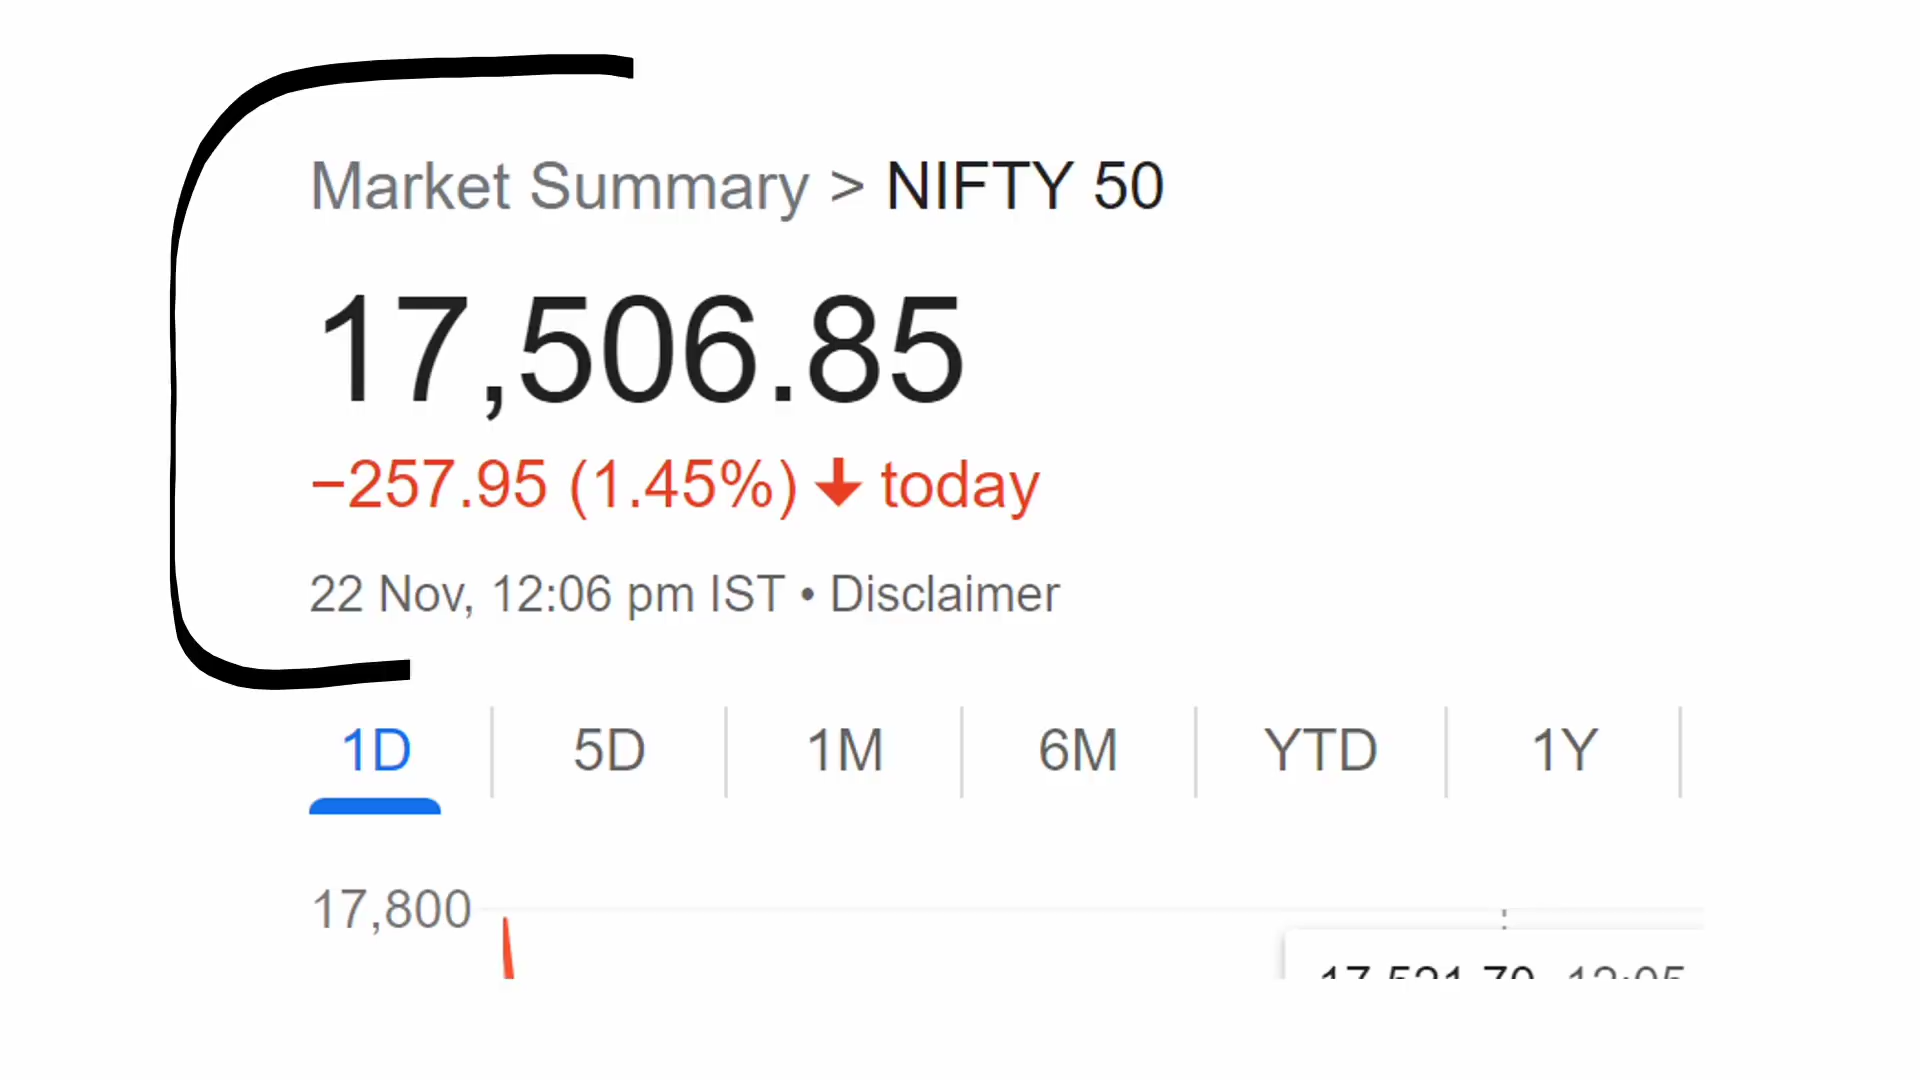 Market Summary > NIFTY 50
17,506.85
−257.95 (1.45%) ↓ today
22 Nov, 12:06 pm IST • Disclaimer
1D 5D 1M 6M YTD 1Y
17,800